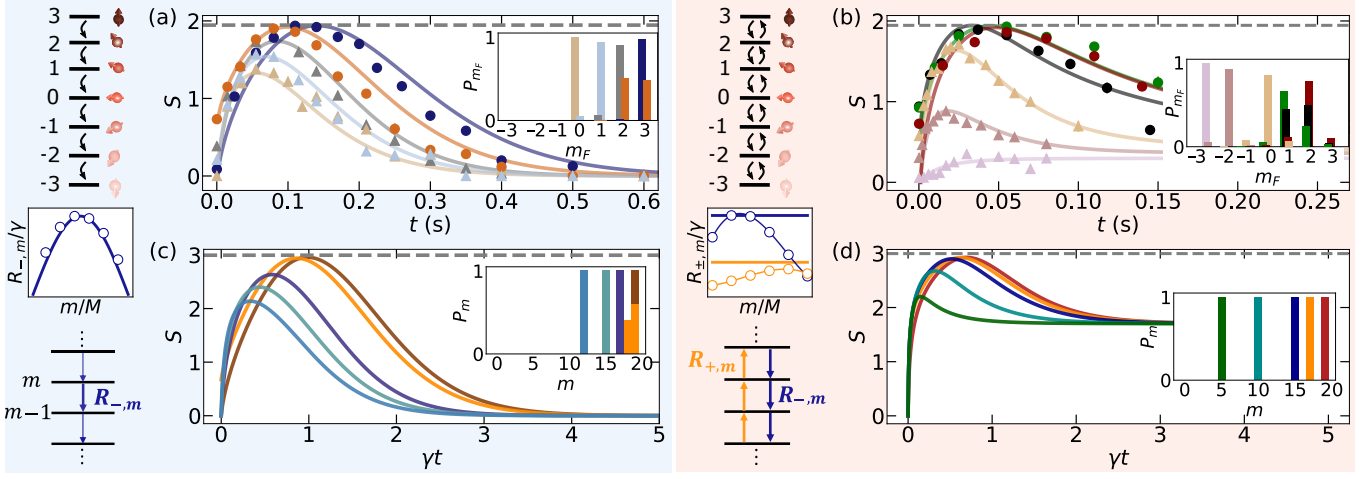 3
2
1
0
-1
-2
-3
(a)
2
1
0
S
0.0 0.1 0.2 0.3 0.4 0.5 0.6
t (s)
1
0
P_{m_F}
-3 -2 -1 0 1 2 3
m_F
R_{-,m}/γ
m/M
⋮
m
m−1
R_{-,m}
⋮
(c)
3
2
1
0
S
0 1 2 3 4 5
γt
1
0
P_m
0 5 10 15 20
m
3
2
1
0
-1
-2
-3
(b)
2
1
0
S
0.00 0.05 0.10 0.15 0.20 0.25
t (s)
1
0
P_{m_F}
-3 -2 -1 0 1 2 3
m_F
R_{±,m}/γ
m/M
⋮
R_{+,m}
R_{-,m}
⋮
(d)
3
2
1
0
S
0 1 2 3 4 5
γt
1
0
P_m
0 5 10 15 20
m